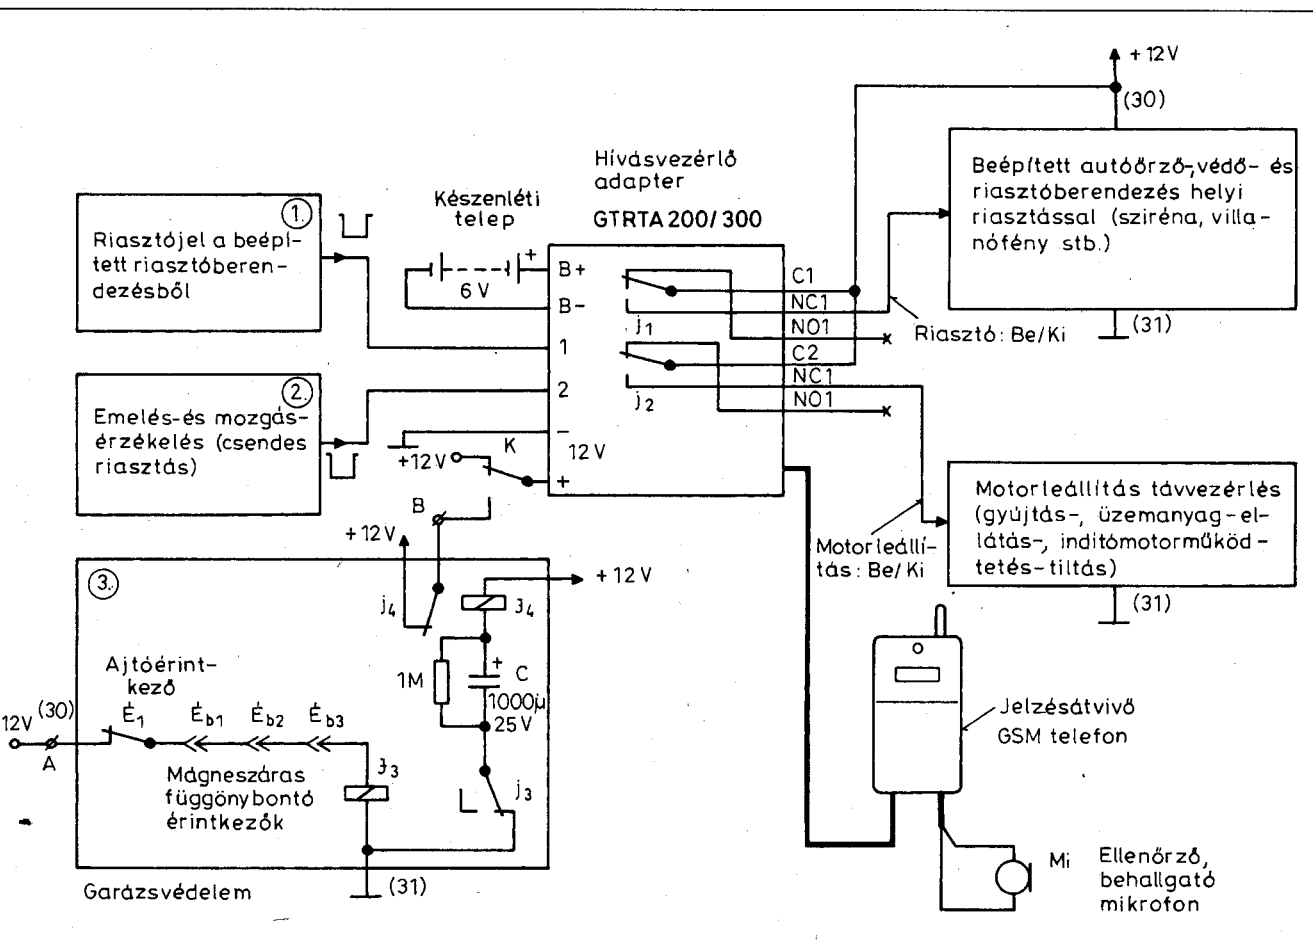 +12V
(30)
Beépített autóőrző-,védő- és
riasztóberendezés helyi
riasztással (sziréna, villa-
nófény stb.)
(31)
Hívásvezérlő
adapter
GTRTA 200/300
Készenléti
telep
+
6V
1.
Riasztójel a beépí-
tett riasztóberen-
dezésből
B+
B-
1
2
-
12V
+
j1
j2
C1
NC1
NO1
C2
NC1
NO1
x
x
Riasztó: Be/Ki
2.
Emelés-és mozgás-
érzékelés (csendes
riasztás)
K
+12V
B
+12V
Motorleállítás távvezérlés
(gyújtás-, üzemanyag-el-
látás-, inditómotorműköd-
tetés-tiltás)
(31)
Motorleállí-
tás: Be/Ki
3.
j4
J4
+12V
1M
+
C
1000µ
25V
Ajtóérint-
kező
12V
(30)
A
É1
Éb1
Éb2
Éb3
Mágneszáras
függönybontó
érintkezők
J3
j3
(31)
Garázsvédelem
Jelzésátvivő
GSM telefon
Mi
Ellenőrző,
behallgató
mikrofon